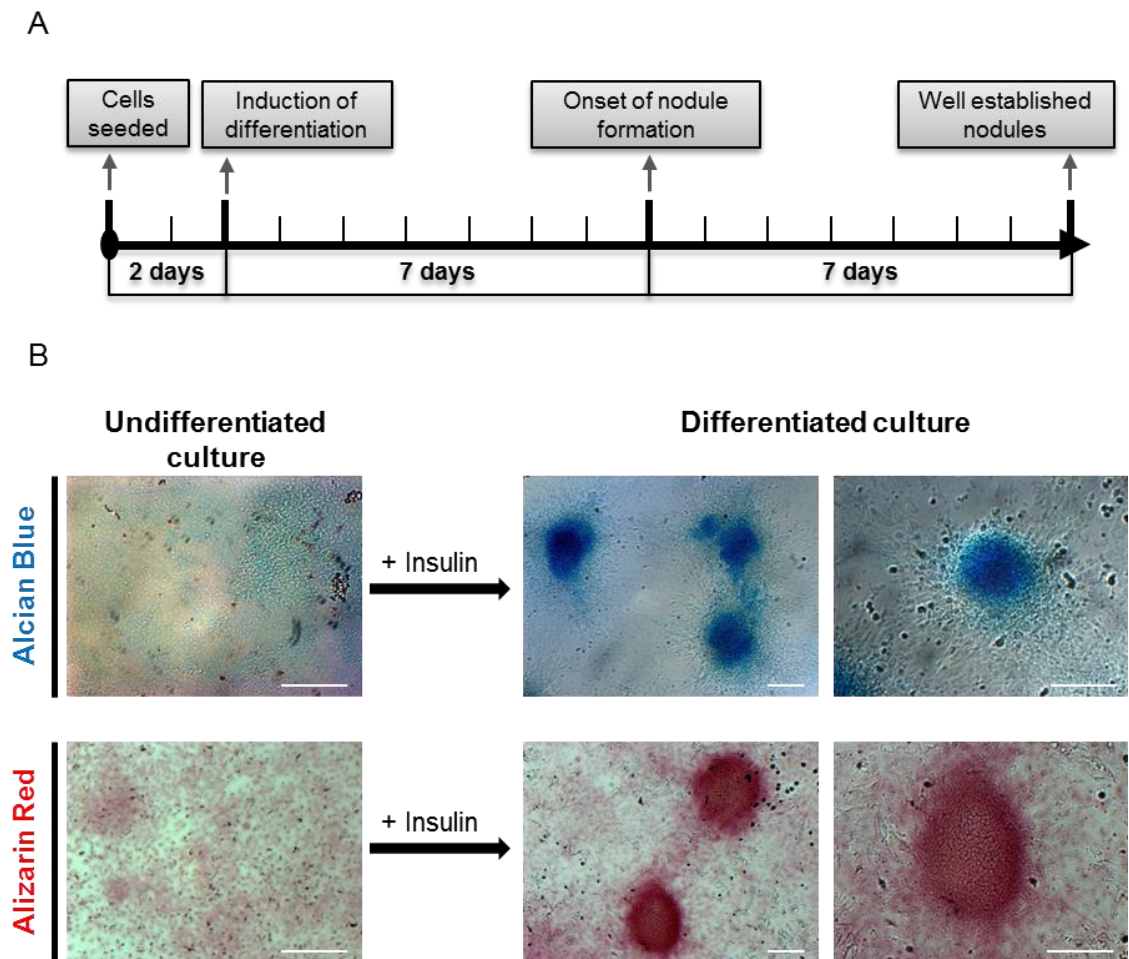 A
Cells
seeded
Induction of
differentiation
Onset of nodule
formation
Well established
nodules
2 days
7 days
7 days
B
Undifferentiated
culture
Differentiated culture
Alcian Blue
+ Insulin
Alizarin Red
+ Insulin